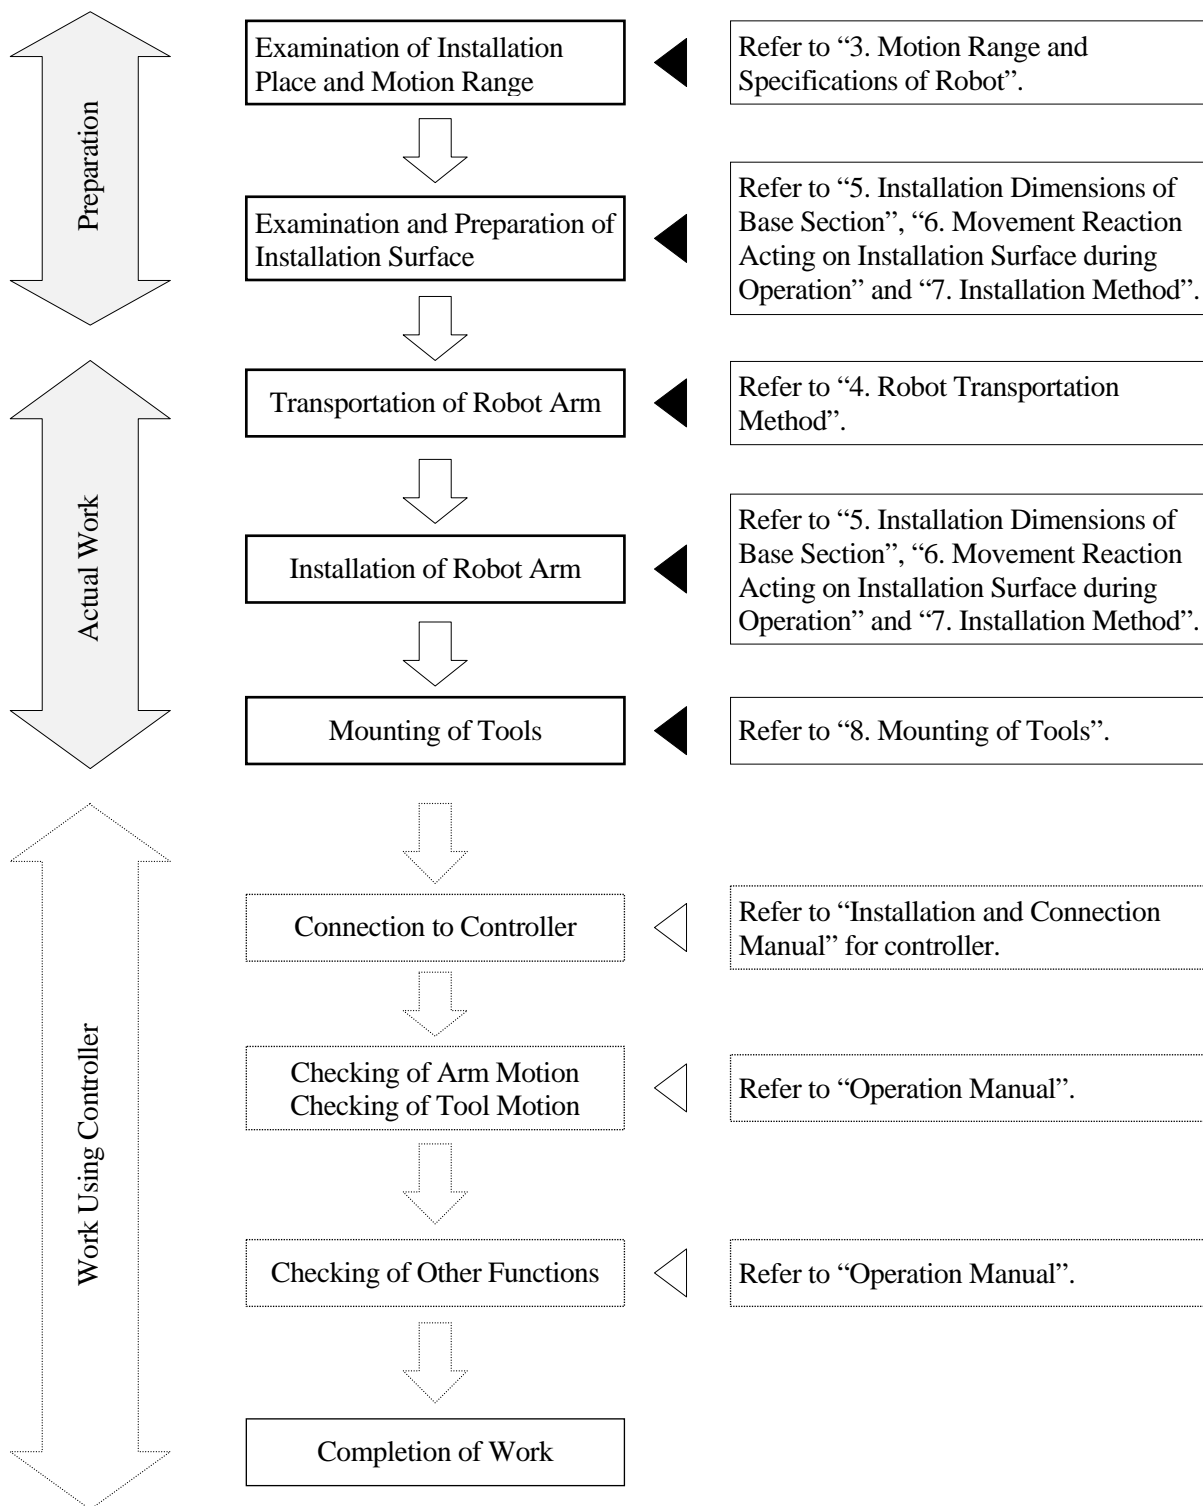 Preparation
Examination of Installation
Place and Motion Range
Refer to “3. Motion Range and
Specifications of Robot”.
Examination and Preparation of
Installation Surface
Refer to “5. Installation Dimensions of
Base Section”, “6. Movement Reaction
Acting on Installation Surface during
Operation” and “7. Installation Method”.
Actual Work
Transportation of Robot Arm
Refer to “4. Robot Transportation
Method”.
Installation of Robot Arm
Refer to “5. Installation Dimensions of
Base Section”, “6. Movement Reaction
Acting on Installation Surface during
Operation” and “7. Installation Method”.
Mounting of Tools
Refer to “8. Mounting of Tools”.
Work Using Controller
Connection to Controller
Refer to “Installation and Connection
Manual” for controller.
Checking of Arm Motion
Checking of Tool Motion
Refer to “Operation Manual”.
Checking of Other Functions
Refer to “Operation Manual”.
Completion of Work